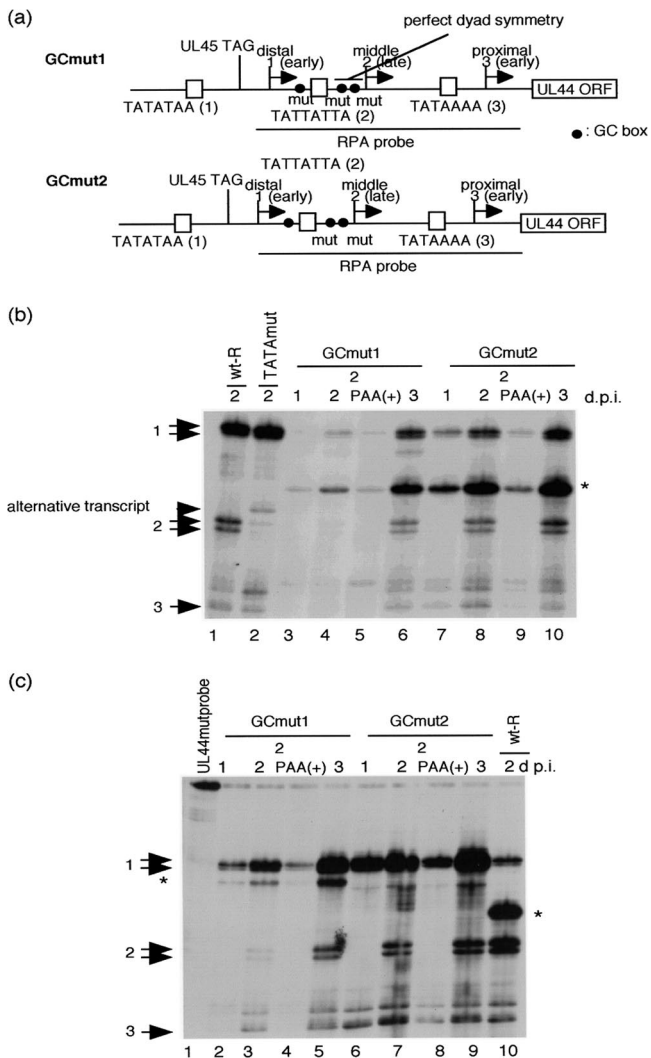 (a)
perfect dyad symmetry
GCmut1
UL45 TAG
distal
1 (early)
middle
2 (late)
proximal
3 (early)
TATATAA (1)
mut
mut
mut
TATTATTA (2)
TATAAAA (3)
UL44 ORF
RPA probe
● : GC box
TATTATTA (2)
GCmut2
UL45 TAG
distal
1 (early)
middle
2 (late)
proximal
3 (early)
TATATAA (1)
mut
mut
TATAAAA (3)
UL44 ORF
RPA probe
(b)
wt-R
TATAmut
GCmut1
GCmut2
2 2 1 2 2 PAA(+) 3 1 2 2 PAA(+) 3 d.p.i.
1
*
alternative transcript
2
3
1 2 3 4 5 6 7 8 9 10
(c)
UL44mutprobe
GCmut1
GCmut2
wt-R
1 2 2 PAA(+) 3 1 2 2 PAA(+) 3 2 d p.i.
1
*
*
2
3
1 2 3 4 5 6 7 8 9 10